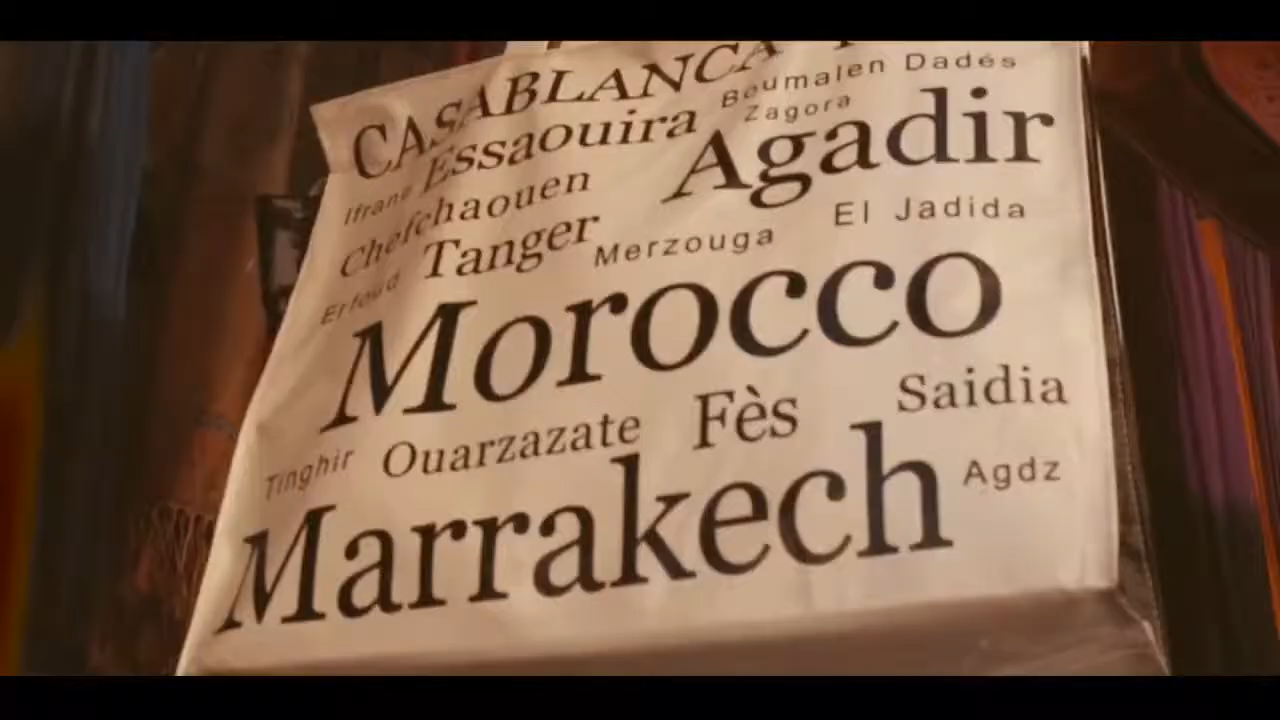 CASABLANCA
Boumalen Dadés
Essaouira
Zagora
Agadir
Ifrane
Chefchaouen
El Jadida
Tanger
Merzouga
Erfoud
Morocco
Saidia
Fès
Ouarzazate
Tinghir
Agdz
Marrakech